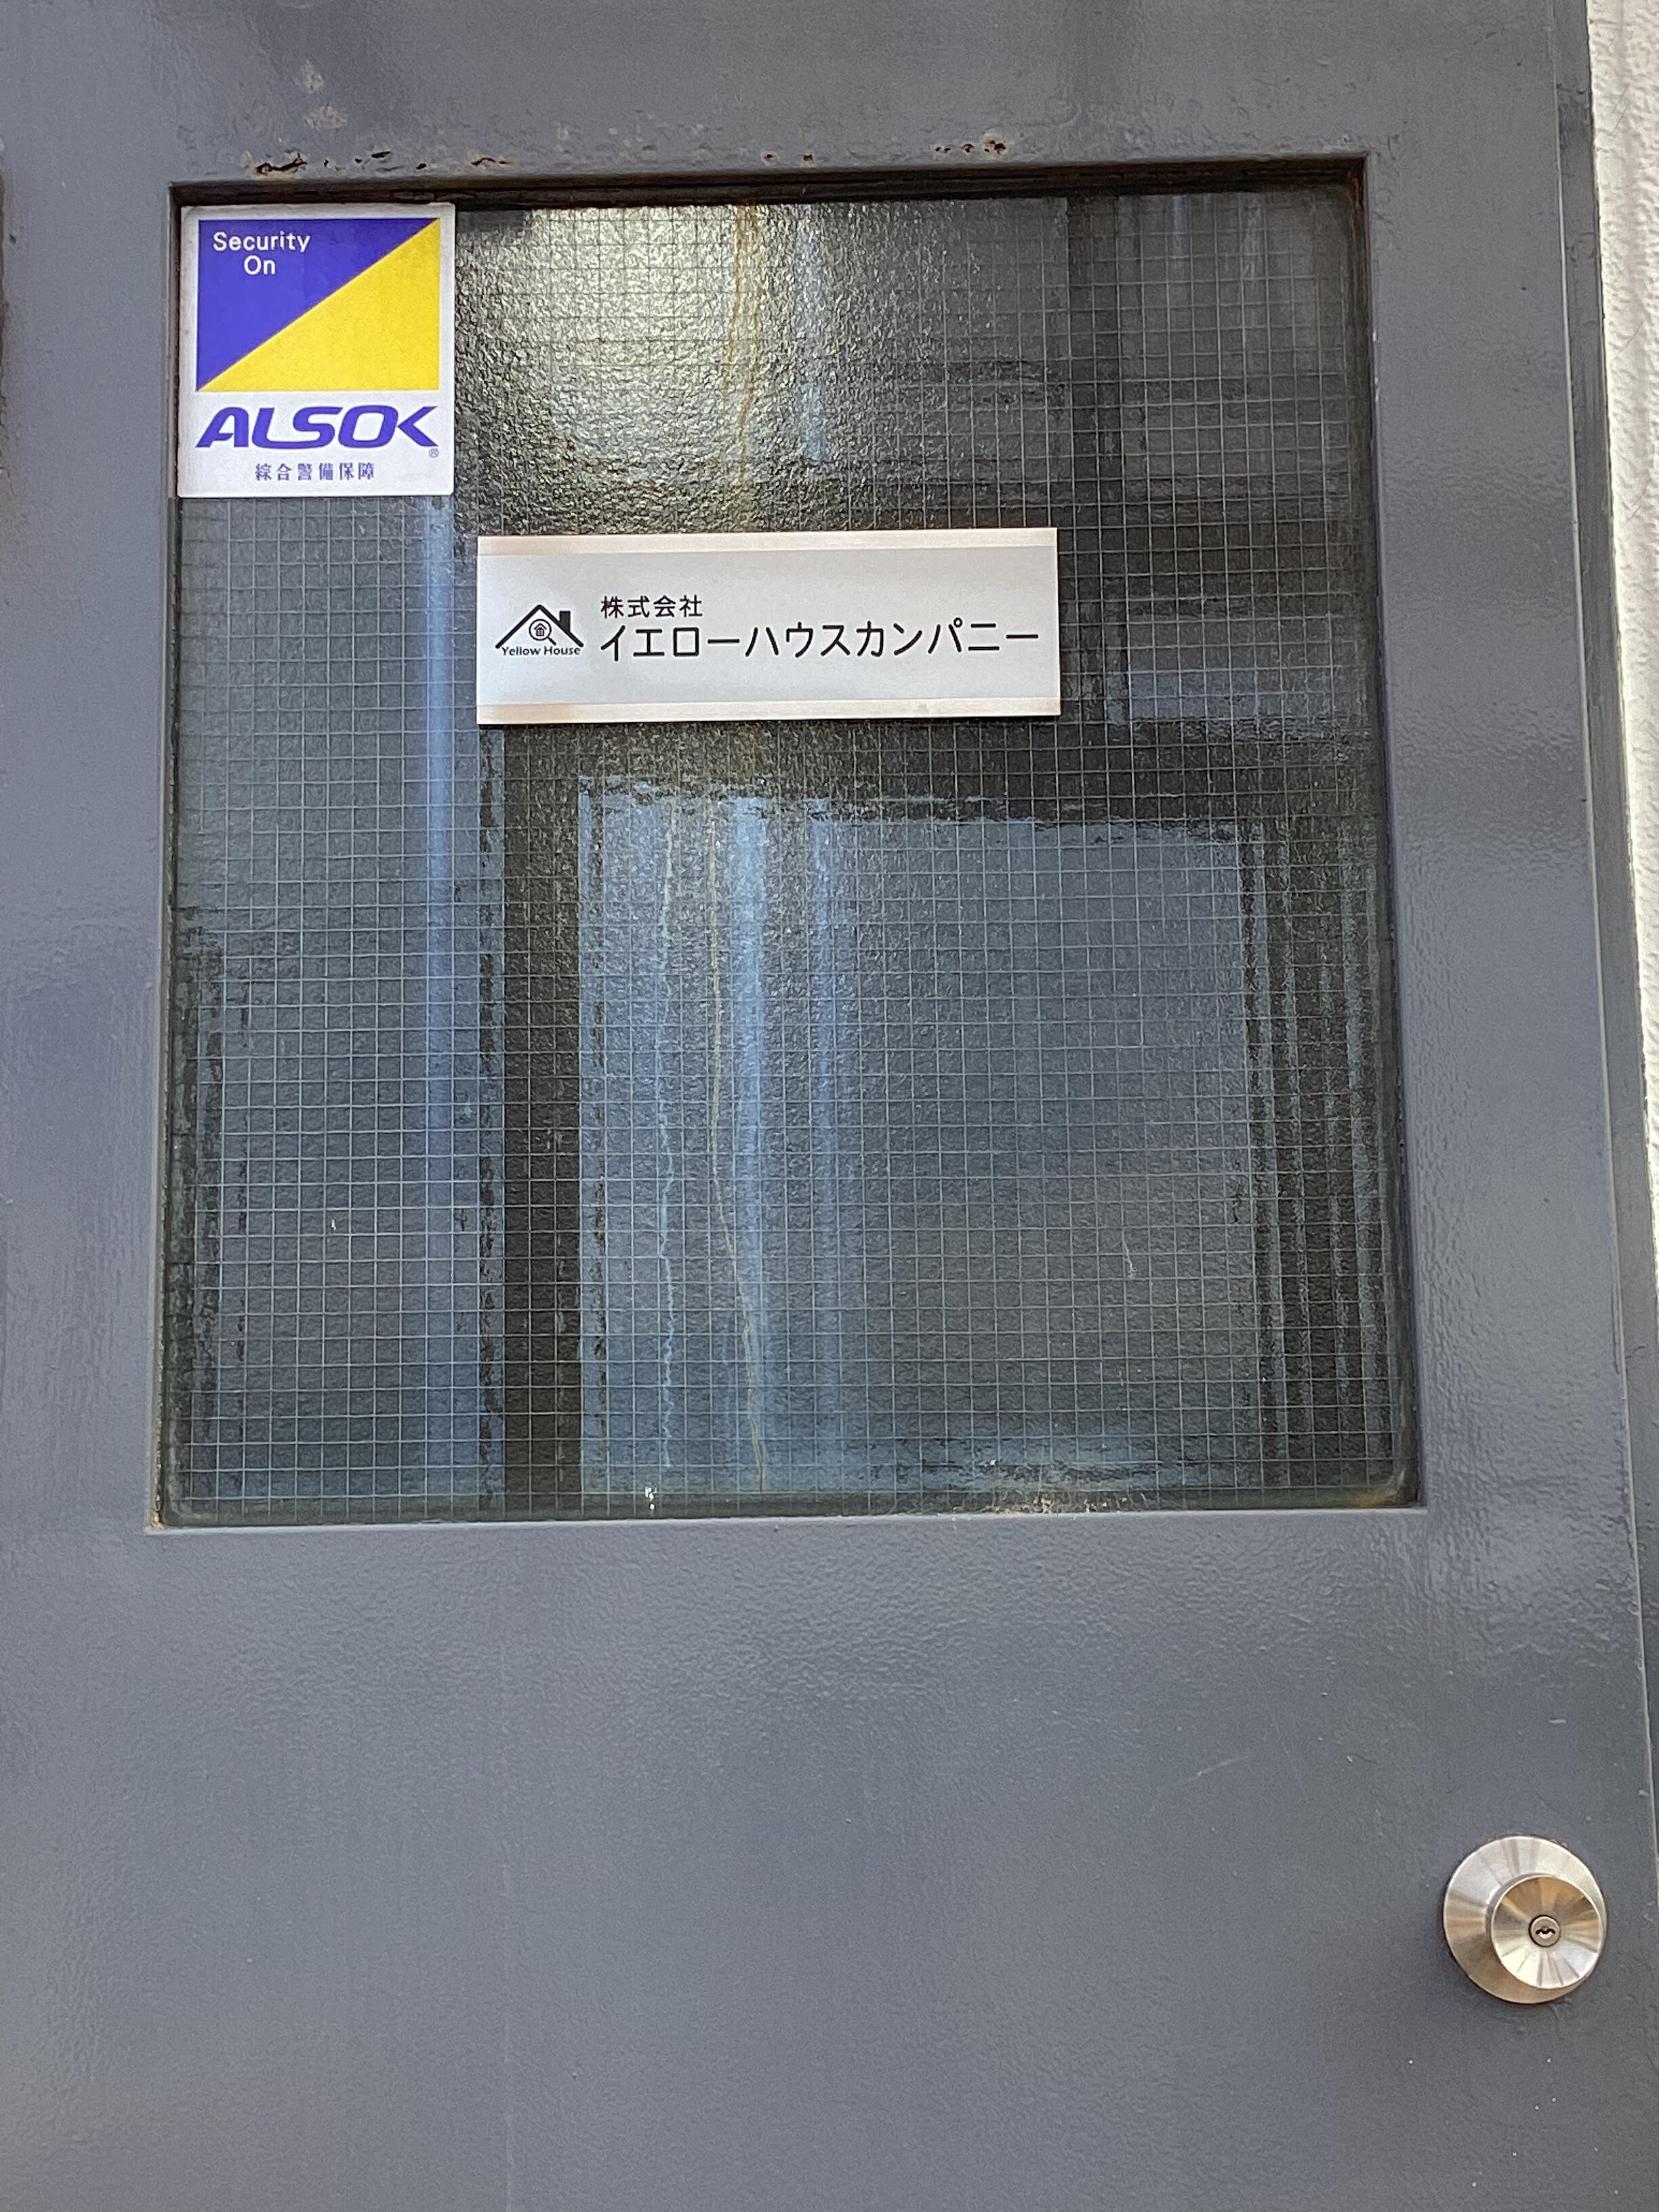 Security
On
ALSOK
®
綜合警備保障
株式会社
Yellow House
イエローハウスカンパニー